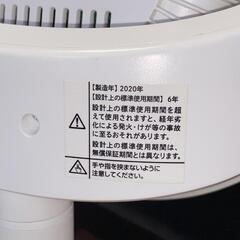 【製造年】2020年
【設計上の標準使用期間】6年
設計上の標準使用期間を超
えて使用されますと、経年劣
化による発火・けが等の事故
に至るおそれがあります。
設計上の標準使用期間は、
無償保証期間とは異なります。
手や指を挟まないように
注意してください。